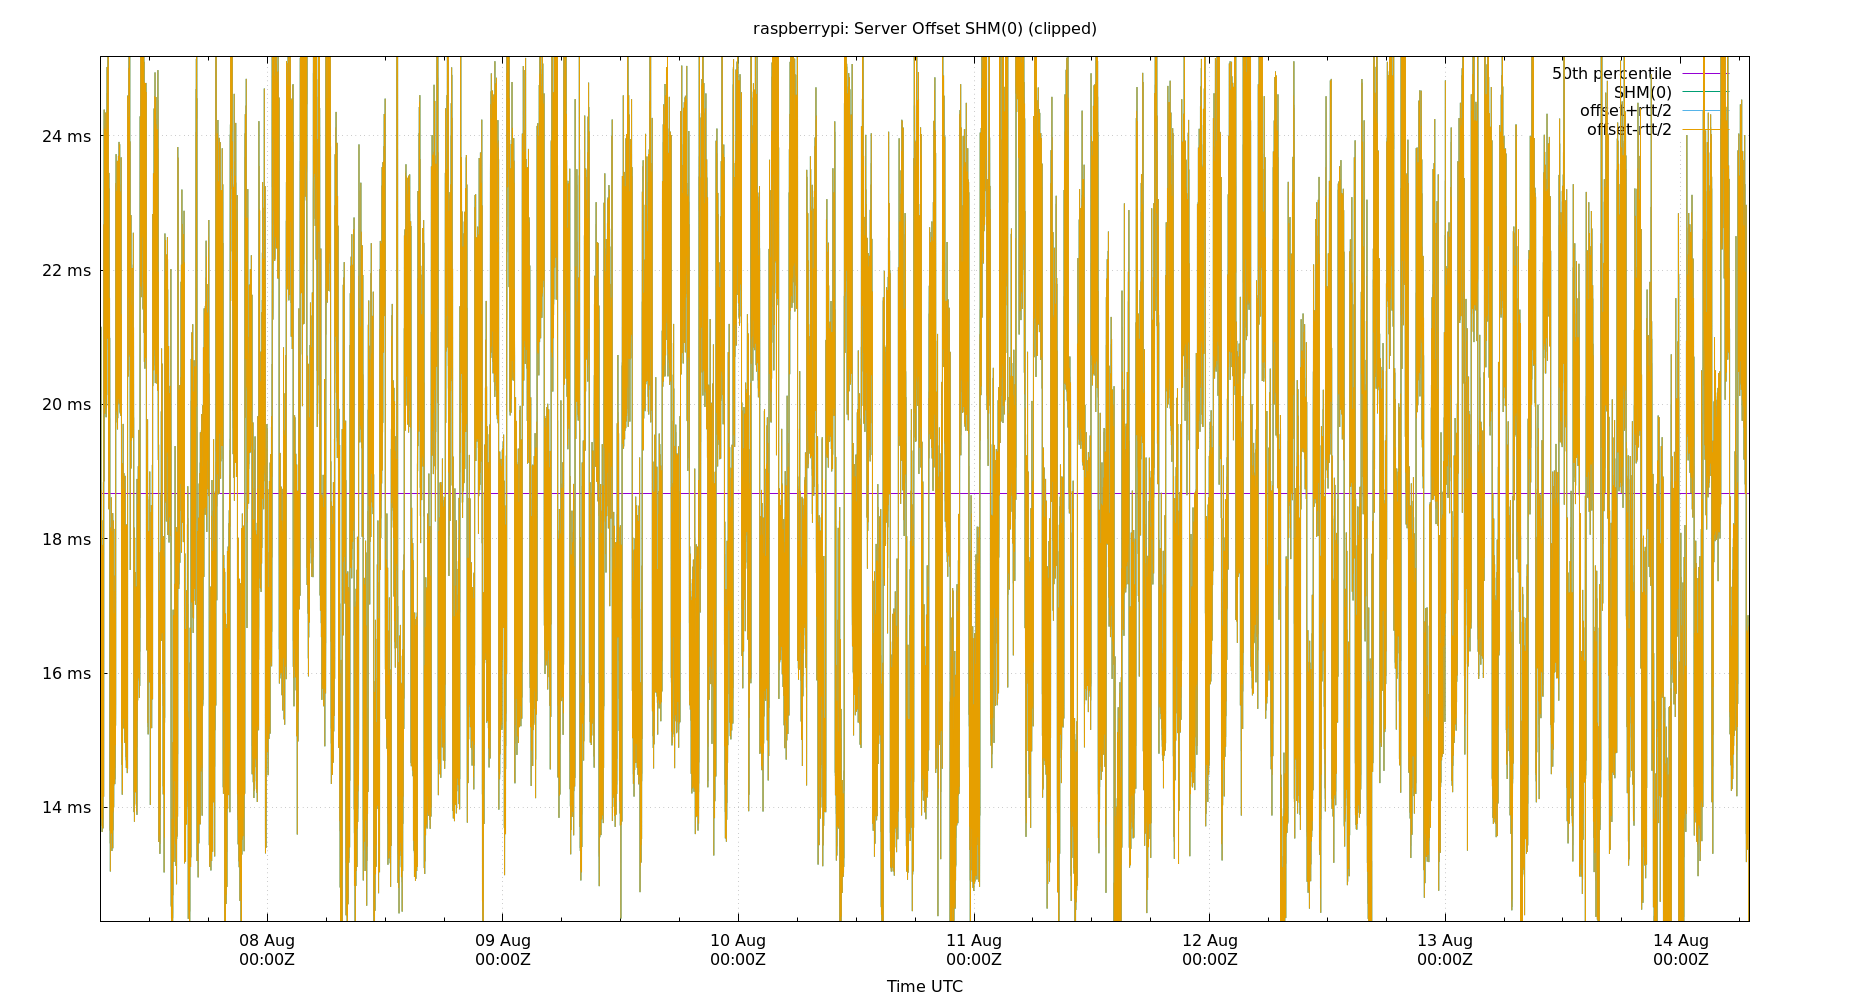 raspberrypi: Server Offset SHM(0) (clipped)
50th percentile
SHM(0)
offset+rtt/2
offset-rtt/2
24 ms
22 ms
20 ms
18 ms
16 ms
14 ms
08 Aug 09 Aug 10 Aug 11 Aug 12 Aug 13 Aug 14 Aug
00:00Z 00:00Z 00:00Z 00:00Z 00:00Z 00:00Z 00:00Z
Time UTC